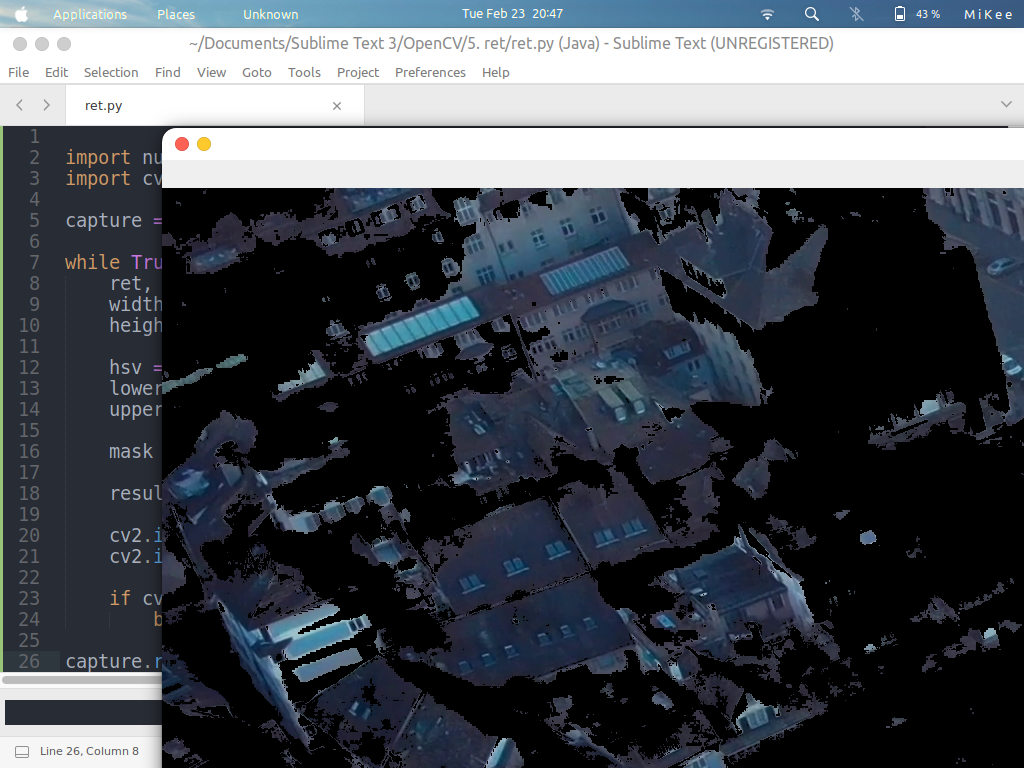 Applications Places Unknown Tue Feb 23 20:47 43 % MiKee
~/Documents/Sublime Text 3/OpenCV/5. ret/ret.py (Java) - Sublime Text (UNREGISTERED)
File Edit Selection Find View Goto Tools Project Preferences Help
ret.py
1
2 import nu
3 import cv
4
5 capture =
6
7 while Tru
8 ret,
9 width
10 heigh
11
12 hsv =
13 lower
14 upper
15
16 mask
17
18 resul
19
20 cv2.i
21 cv2.i
22
23 if cv
24 b
25
26 capture.r
Line 26, Column 8